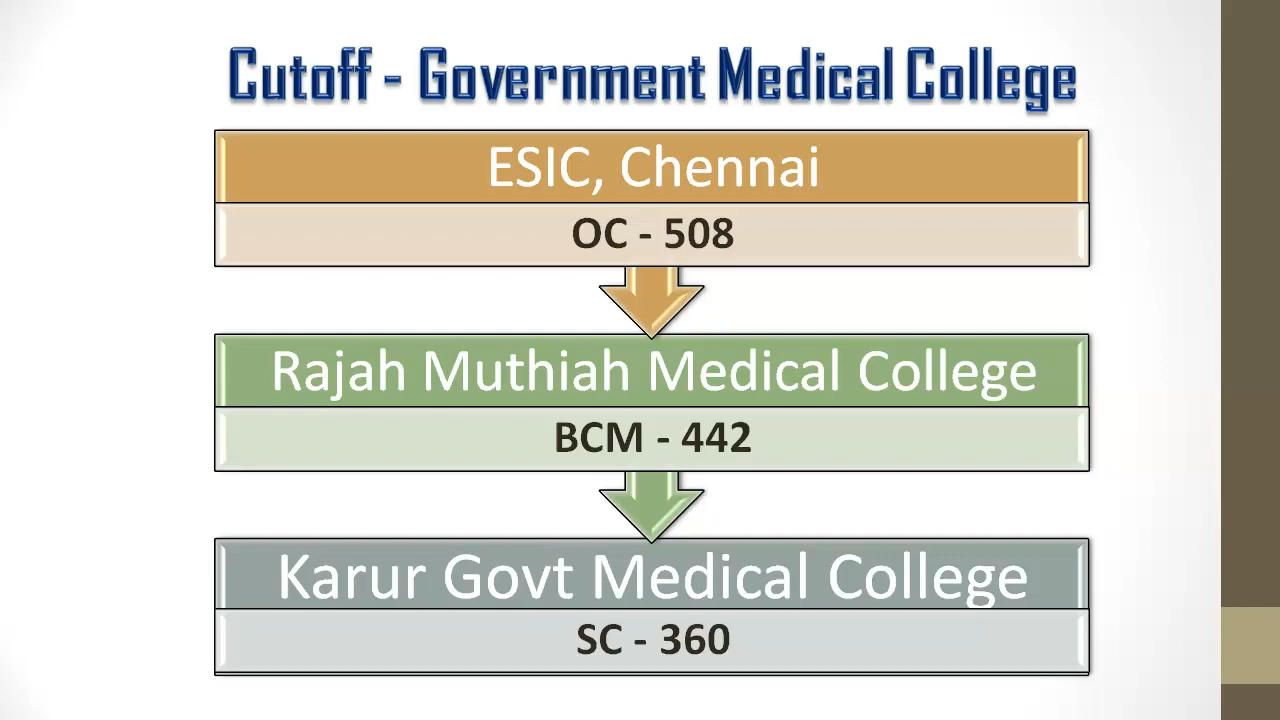 Cutoff - Government Medical College
ESIC, Chennai
OC - 508
Rajah Muthiah Medical College
BCM - 442
Karur Govt Medical College
SC - 360